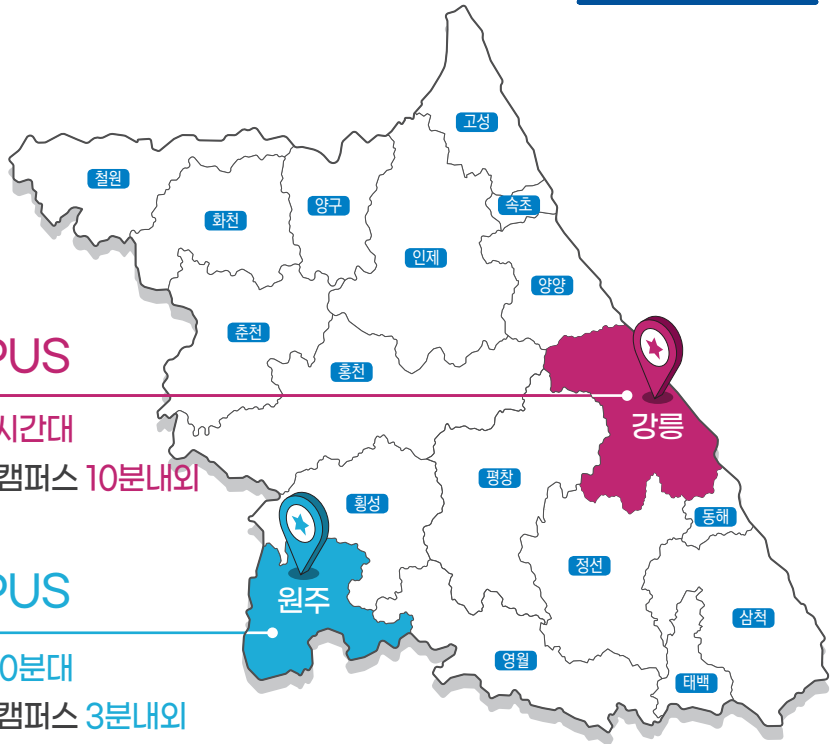 고성
철원
양구
속초
화천
인제
양양
춘천
PUS
홍천
시간대
강릉
캠퍼스 10분내외
평창
횡성
동해
정선
PUS
원주
삼척
영월
0분대
태백
캠퍼스 3분내외